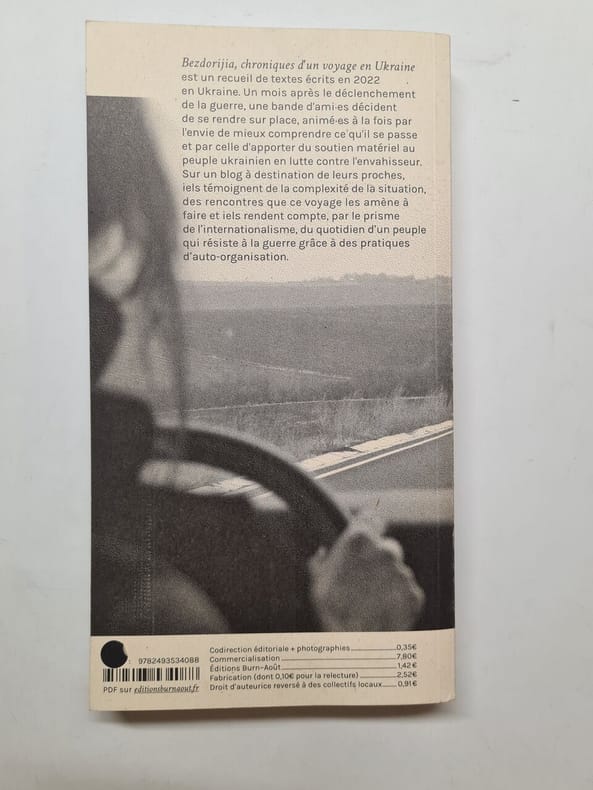 Bezdorijia, chroniques d'un voyage en Ukraine
est un recueil de textes écrits en 2022
en Ukraine. Un mois après le déclenchement
de la guerre, une bande d'ami·es décident
de se rendre sur place, animé·es à la fois par
l'envie de mieux comprendre ce qu'il se passe
et par celle d'apporter du soutien matériel au
peuple ukrainien en lutte contre l'envahisseur.
Sur un blog à destination de leurs proches,
iels témoignent de la complexité de la situation,
des rencontres que ce voyage les amène à
faire et iels rendent compte, par le prisme
de l'internationalisme, du quotidien d'un peuple
qui résiste à la guerre grâce à des pratiques
d'auto-organisation.
9782493534088
PDF sur editionsburnaout.fr
Codirection éditoriale + photographies 0,35€
Commercialisation 7,80€
Éditions Burn-Août 1,42€
Fabrication (dont 0,10€ pour la relecture) 2,52€
Droit d'auteurice reversé à des collectifs locaux 0,91€